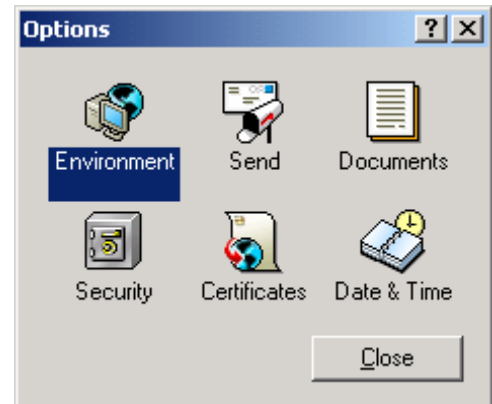 Options
Environment Send Documents
Security Certificates Date & Time
Close